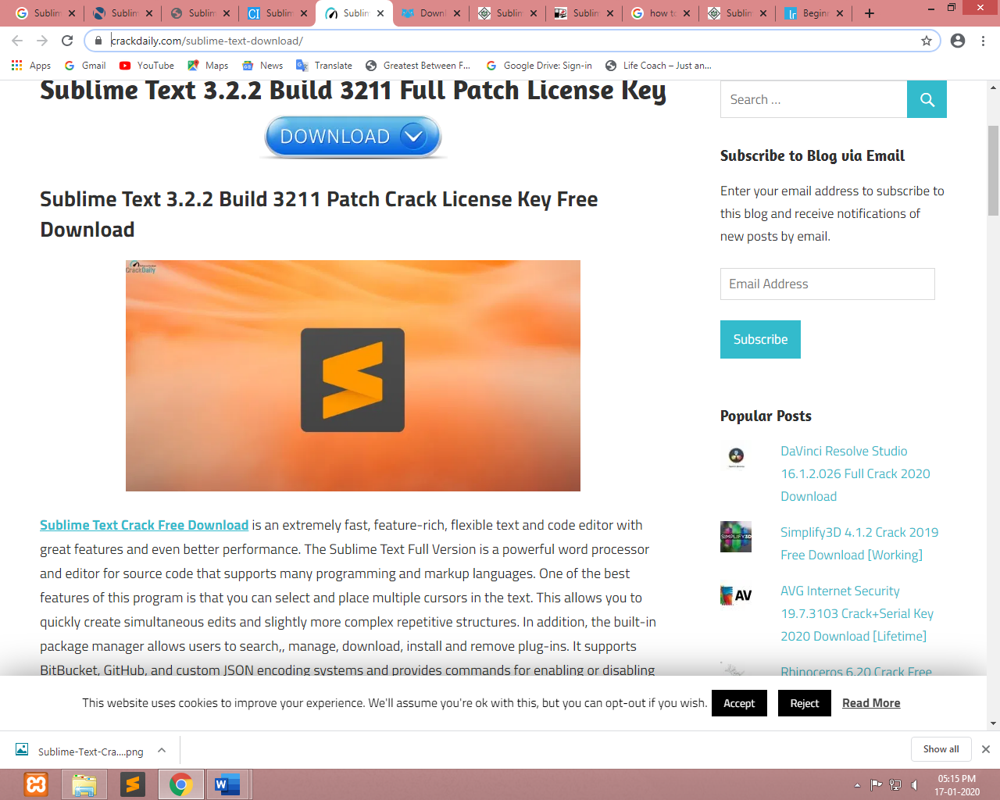 Sublim
Sublim
Sublim
CI Sublim
Sublim
Downl
Sublim
Sublim
how to
Sublim
lr Begin
crackdaily.com/sublime-text-download/
Apps Gmail YouTube Maps News Translate Greatest Between F... Google Drive: Sign-in Life Coach – Just an...
Sublime Text 3.2.2 Build 3211 Full Patch License Key
DOWNLOAD
Sublime Text 3.2.2 Build 3211 Patch Crack License Key Free
Download
CrackDaily
Sublime Text Crack Free Download is an extremely fast, feature-rich, flexible text and code editor with
great features and even better performance. The Sublime Text Full Version is a powerful word processor
and editor for source code that supports many programming and markup languages. One of the best
features of this program is that you can select and place multiple cursors in the text. This allows you to
quickly create simultaneous edits and slightly more complex repetitive structures. In addition, the built-in
package manager allows users to search,, manage, download, install and remove plug-ins. It supports
BitBucket, GitHub, and custom JSON encoding systems and provides commands for enabling or disabling
Search ...
Subscribe to Blog via Email
Enter your email address to subscribe to
this blog and receive notifications of
new posts by email.
Email Address
Subscribe
Popular Posts
DaVinci Resolve Studio
16.1.2.026 Full Crack 2020
Download
SIMPLIFY3D
Simplify3D 4.1.2 Crack 2019
Free Download [Working]
AV
AVG Internet Security
19.7.3103 Crack+Serial Key
2020 Download [Lifetime]
Rhinoceros 6.20 Crack Free
This website uses cookies to improve your experience. We'll assume you're ok with this, but you can opt-out if you wish. Accept Reject Read More
Sublime-Text-Cra....png
Show all
05:15 PM
17-01-2020